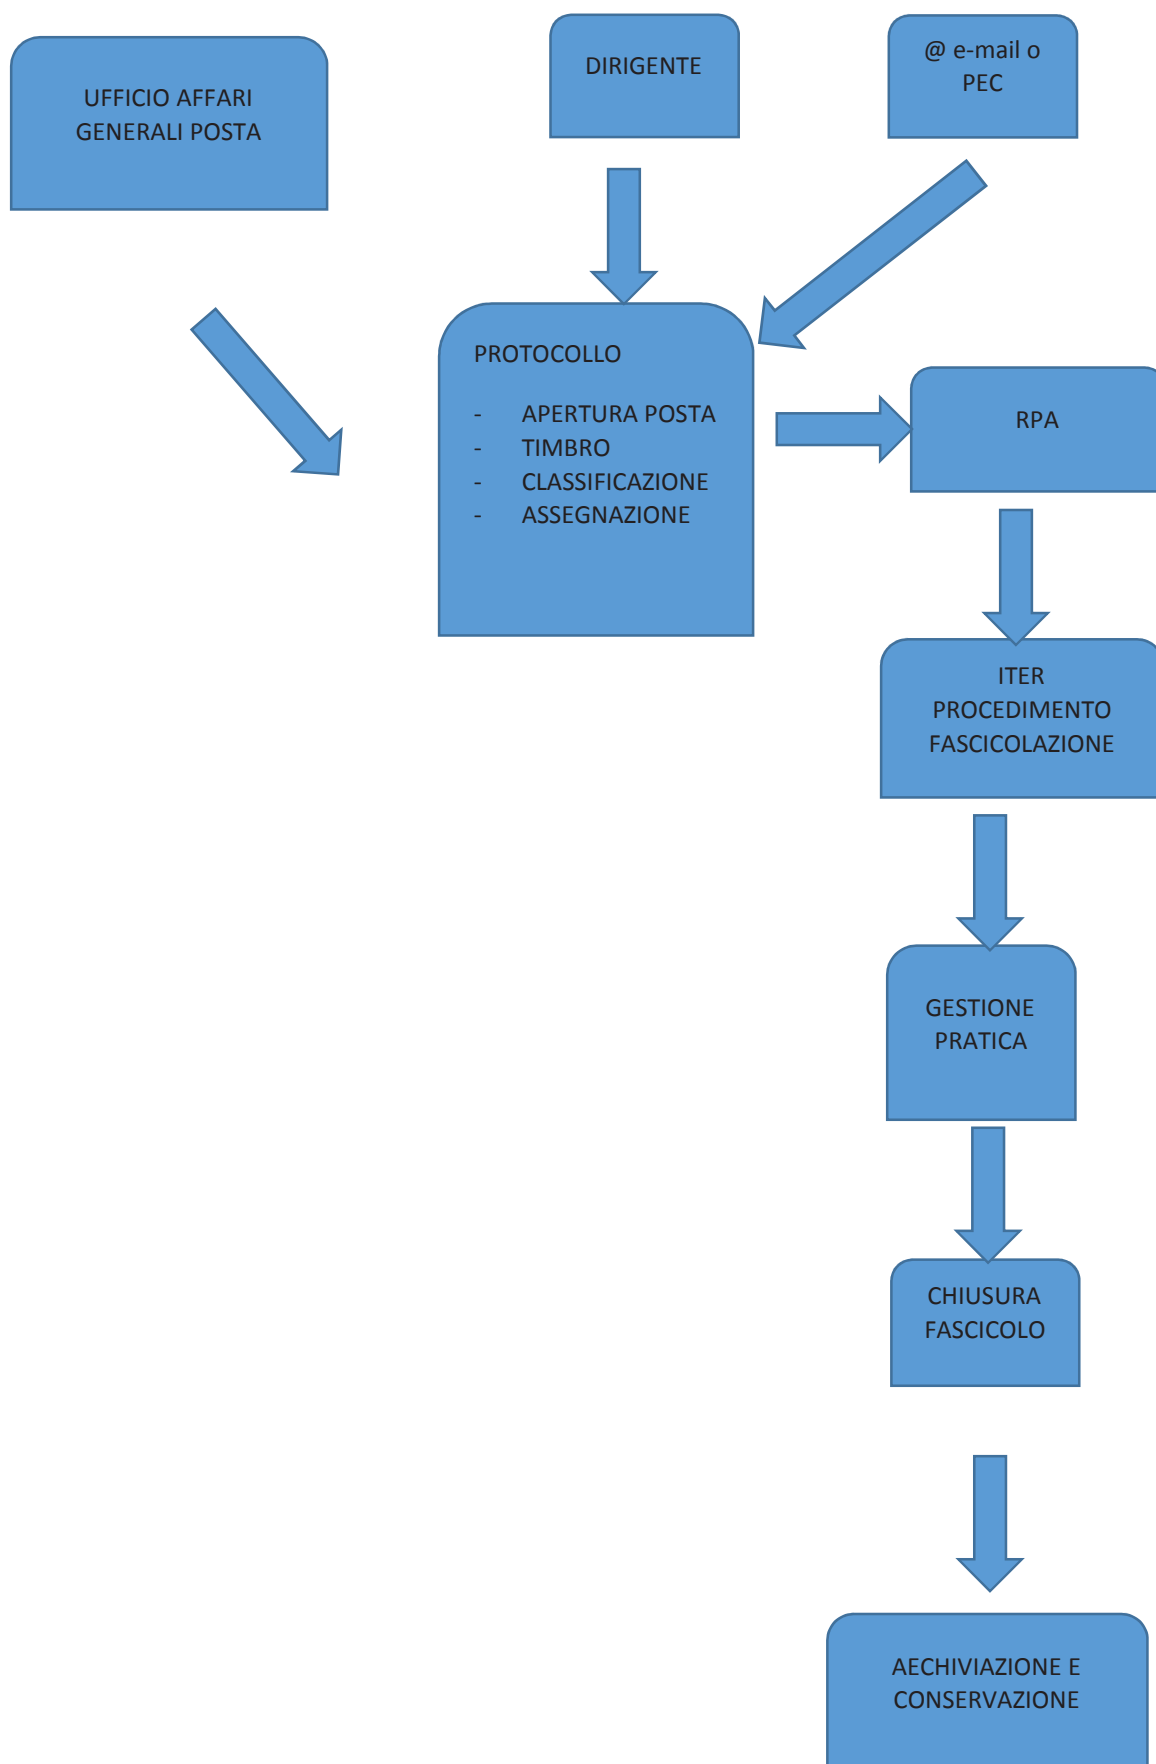 UFFICIO AFFARI
GENERALI POSTA
DIRIGENTE
@ e-mail o
PEC
PROTOCOLLO
- APERTURA POSTA
- TIMBRO
- CLASSIFICAZIONE
- ASSEGNAZIONE
RPA
ITER
PROCEDIMENTO
FASCICOLAZIONE
GESTIONE
PRATICA
CHIUSURA
FASCICOLO
AECHIVIAZIONE E
CONSERVAZIONE